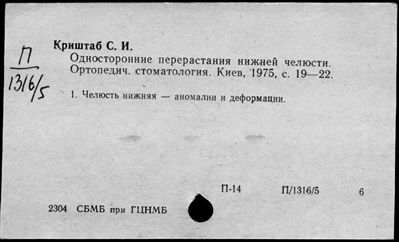 Криштаб С. И.
П
1316/5
Односторонние перерастания нижней челюсти.
Ортопедич. стоматология. Киев, 1975, с. 19—22.
1. Челюсть нижняя — аномалии и деформации.
П-14 П/1316/5 6
2304 СБМБ при ГЦНМБ